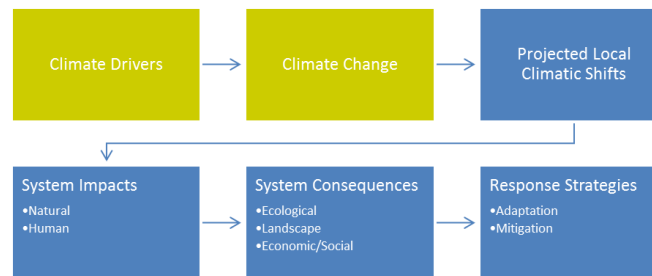 Climate Drivers
Climate Change
Projected Local
Climatic Shifts
System Impacts
•Natural
•Human
System Consequences
•Ecological
•Landscape
•Economic/Social
Response Strategies
•Adaptation
•Mitigation